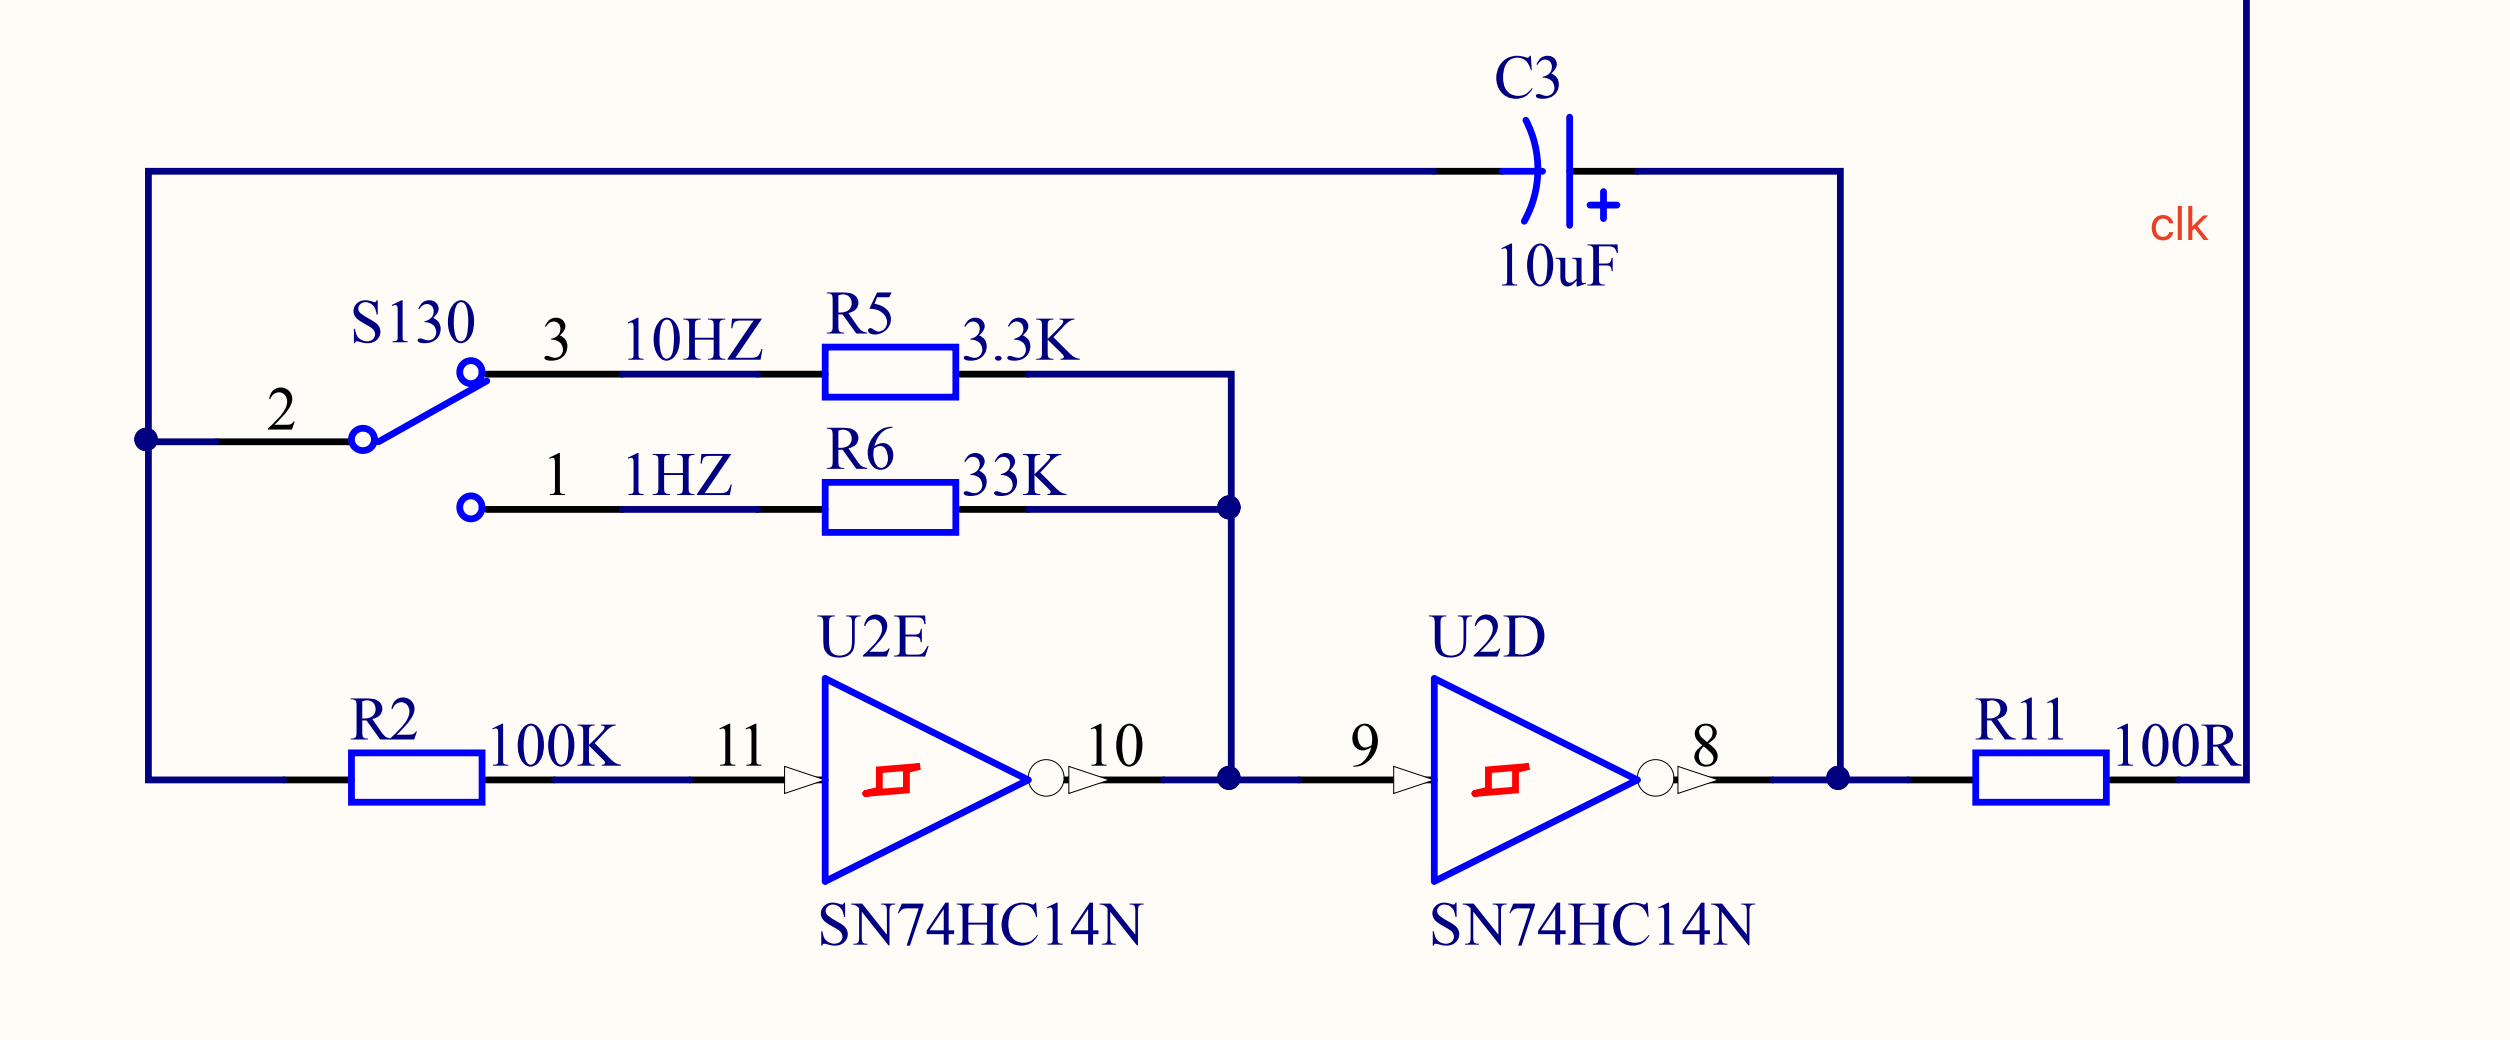 C3
10uF
clk
S130
3
10HZ
R5
3.3K
2
1
1HZ
R6
33K
U2E
U2D
R2
100K
11
10
9
8
R11
100R
SN74HC14N
SN74HC14N